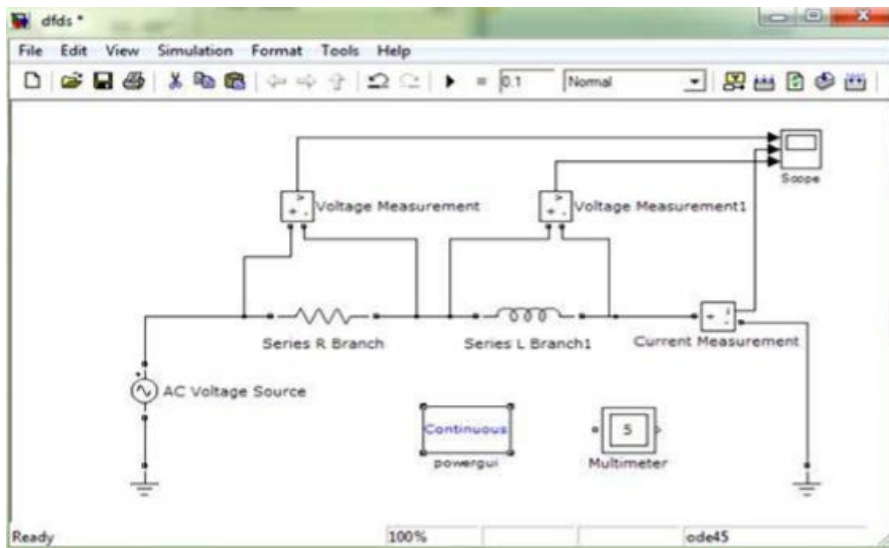 dfds *
File Edit View Simulation Format Tools Help
0.1 Normal
Scope
Voltage Measurement Voltage Measurement1
Series R Branch Series L Branch1 Current Measurement
AC Voltage Source
Continuous 5
powergui Multimeter
Ready 100% ode45